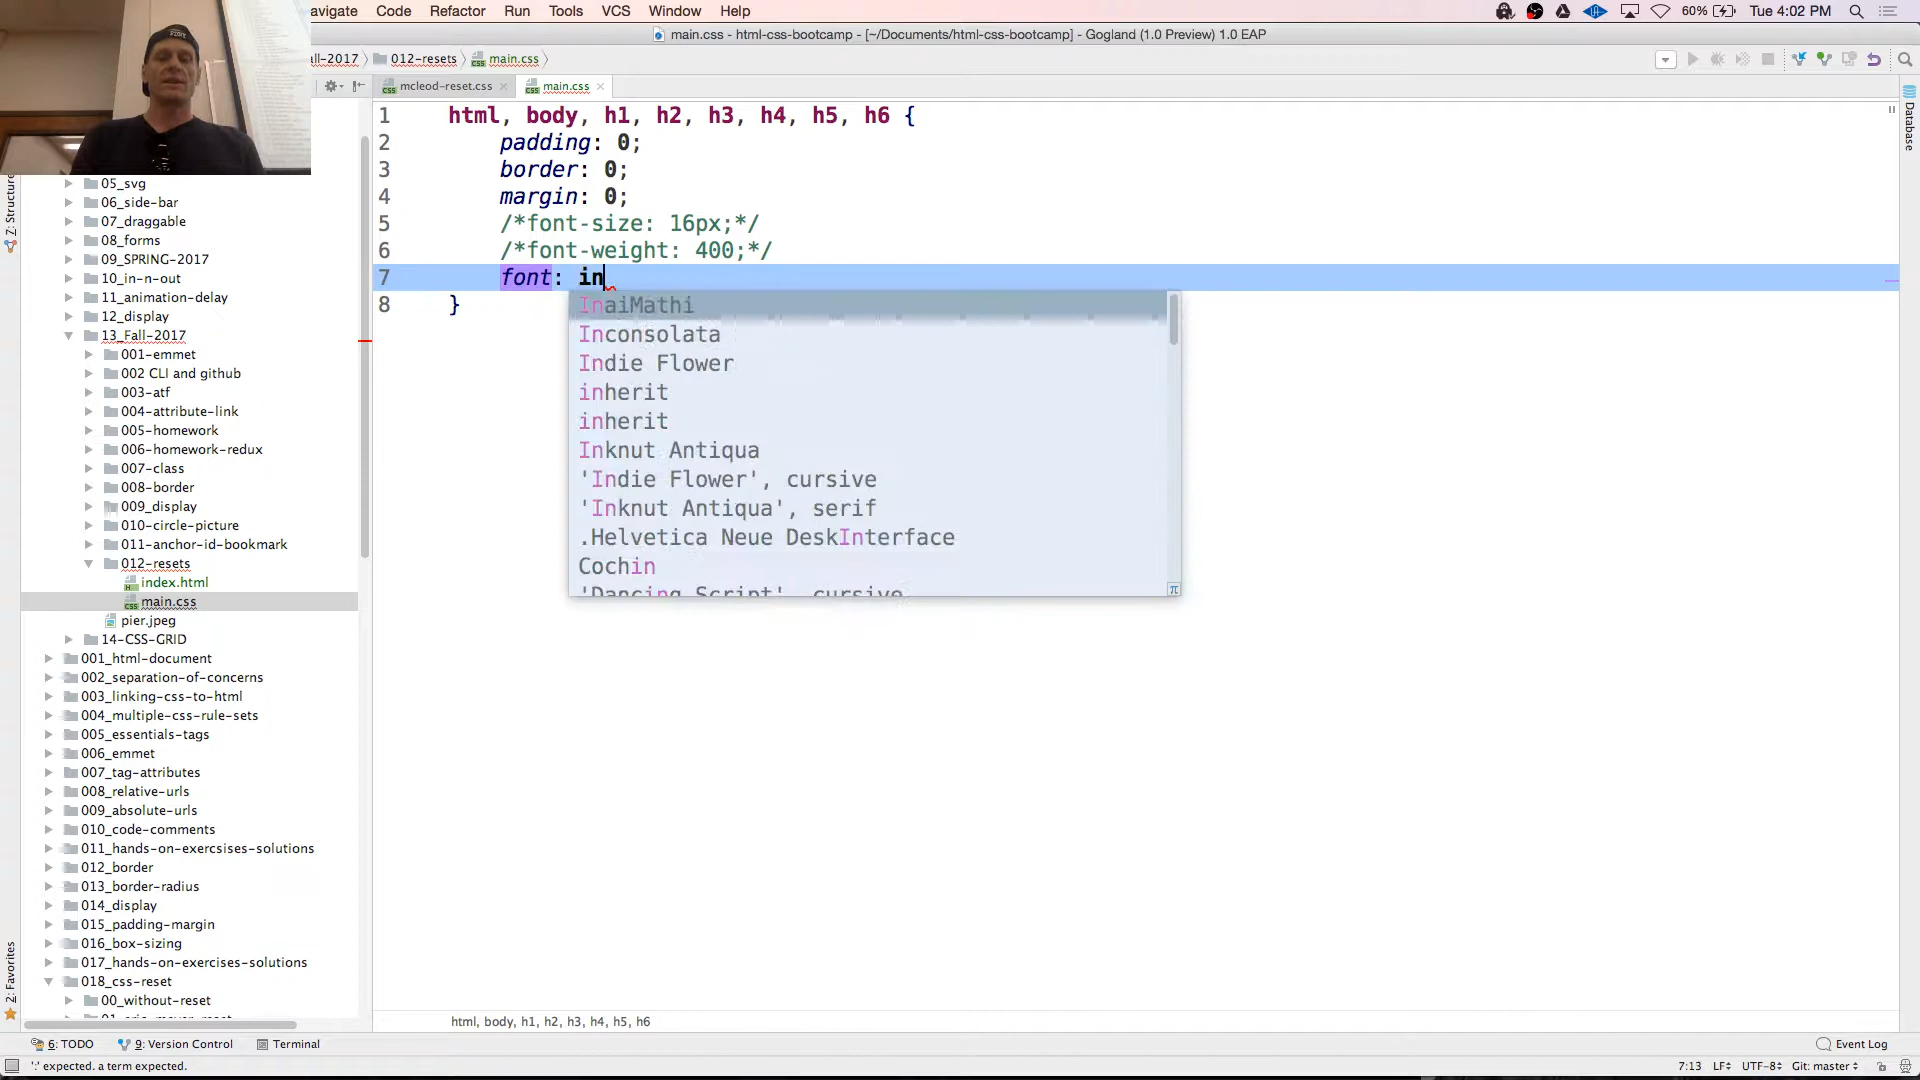 avigate Code Refactor Run Tools VCS Window Help 60% Tue 4:02 PM
main.css - html-css-bootcamp - [~/Documents/html-css-bootcamp] - Gogland (1.0 Preview) 1.0 EAP
all-2017 012-resets main.css
mcleod-reset.css main.css
1 html, body, h1, h2, h3, h4, h5, h6 {
2 padding: 0;
3 border: 0;
4 margin: 0;
5 /*font-size: 16px;*/
6 /*font-weight: 400;*/
7 font: in
8 }
InaiMathi
Inconsolata
Indie Flower
inherit
inherit
Inknut Antiqua
'Indie Flower', cursive
'Inknut Antiqua', serif
.Helvetica Neue DeskInterface
Cochin
'Dancing Script', cursive
π
Z: Structure
2: Favorites
Database
05_svg
06_side-bar
07_draggable
08_forms
09_SPRING-2017
10_in-n-out
11_animation-delay
12_display
13_Fall-2017
001-emmet
002 CLI and github
003-atf
004-attribute-link
005-homework
006-homework-redux
007-class
008-border
009_display
010-circle-picture
011-anchor-id-bookmark
012-resets
index.html
main.css
pier.jpeg
14-CSS-GRID
001_html-document
002_separation-of-concerns
003_linking-css-to-html
004_multiple-css-rule-sets
005_essentials-tags
006_emmet
007_tag-attributes
008_relative-urls
009_absolute-urls
010_code-comments
011_hands-on-exercsises-solutions
012_border
013_border-radius
014_display
015_padding-margin
016_box-sizing
017_hands-on-exercises-solutions
018_css-reset
00_without-reset
html, body, h1, h2, h3, h4, h5, h6
6: TODO 9: Version Control Terminal Event Log
':' expected. a term expected. 7:13 LF UTF-8 Git: master